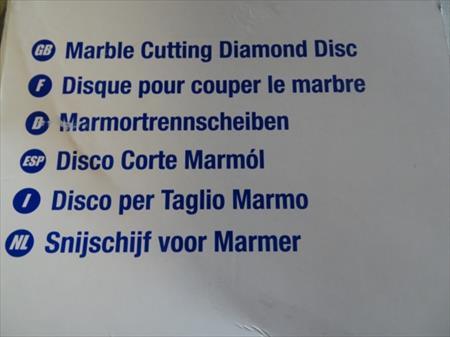 GB Marble Cutting Diamond Disc
F Disque pour couper le marbre
D Marmortrennscheiben
ESP Disco Corte Marmól
I Disco per Taglio Marmo
NL Snijschijf voor Marmer